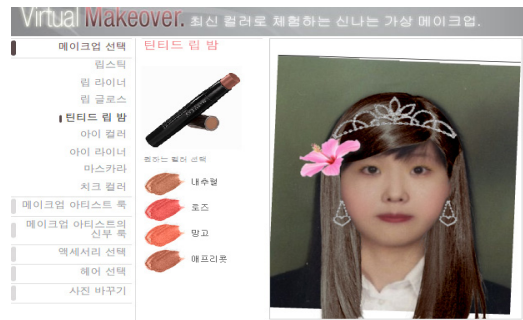 Virtual Makeover. 최신 컬러로 체험하는 신나는 가상 메이크업.
메이크업 선택
립스틱
립 라이너
립 글로스
틴티드 립 밤
아이 컬러
아이 라이너
마스카라
치크 컬러
메이크업 아티스트 룩
메이크업 아티스트의
신부 룩
액세서리 선택
헤어 선택
사진 바꾸기
틴티드 립 밤
원하는 컬러 선택
내추럴
로즈
망고
애프리콧